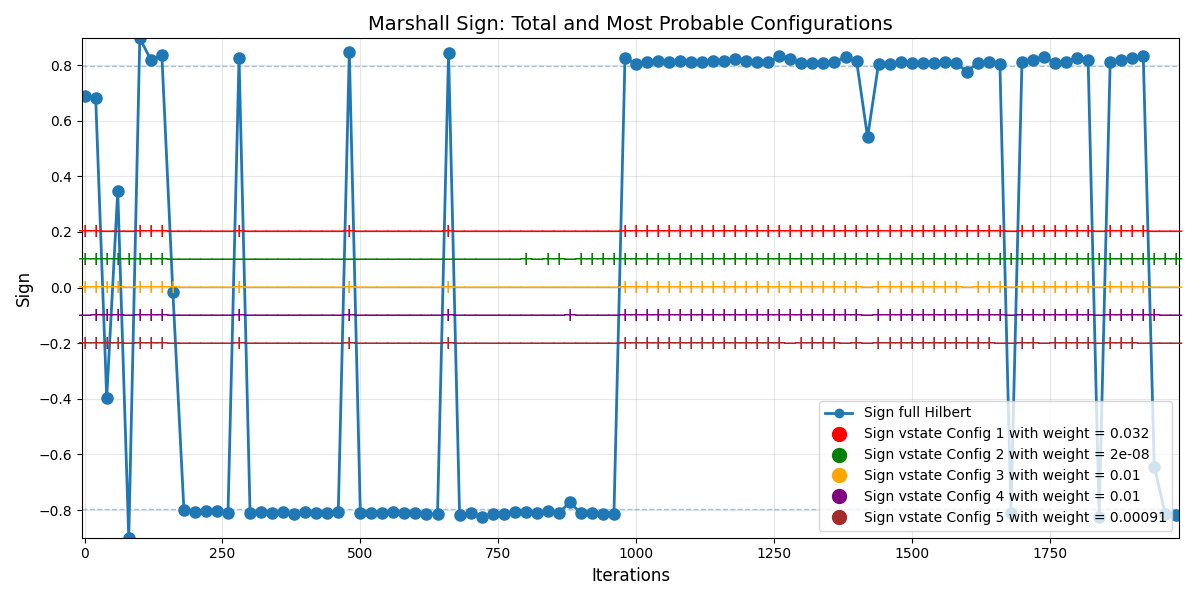 Marshall Sign: Total and Most Probable Configurations
Sign
0.8
0.6
0.4
0.2
0.0
−0.2
−0.4
−0.6
−0.8
Sign full Hilbert
Sign vstate Config 1 with weight = 0.032
Sign vstate Config 2 with weight = 2e-08
Sign vstate Config 3 with weight = 0.01
Sign vstate Config 4 with weight = 0.01
Sign vstate Config 5 with weight = 0.00091
0 250 500 750 1000 1250 1500 1750
Iterations